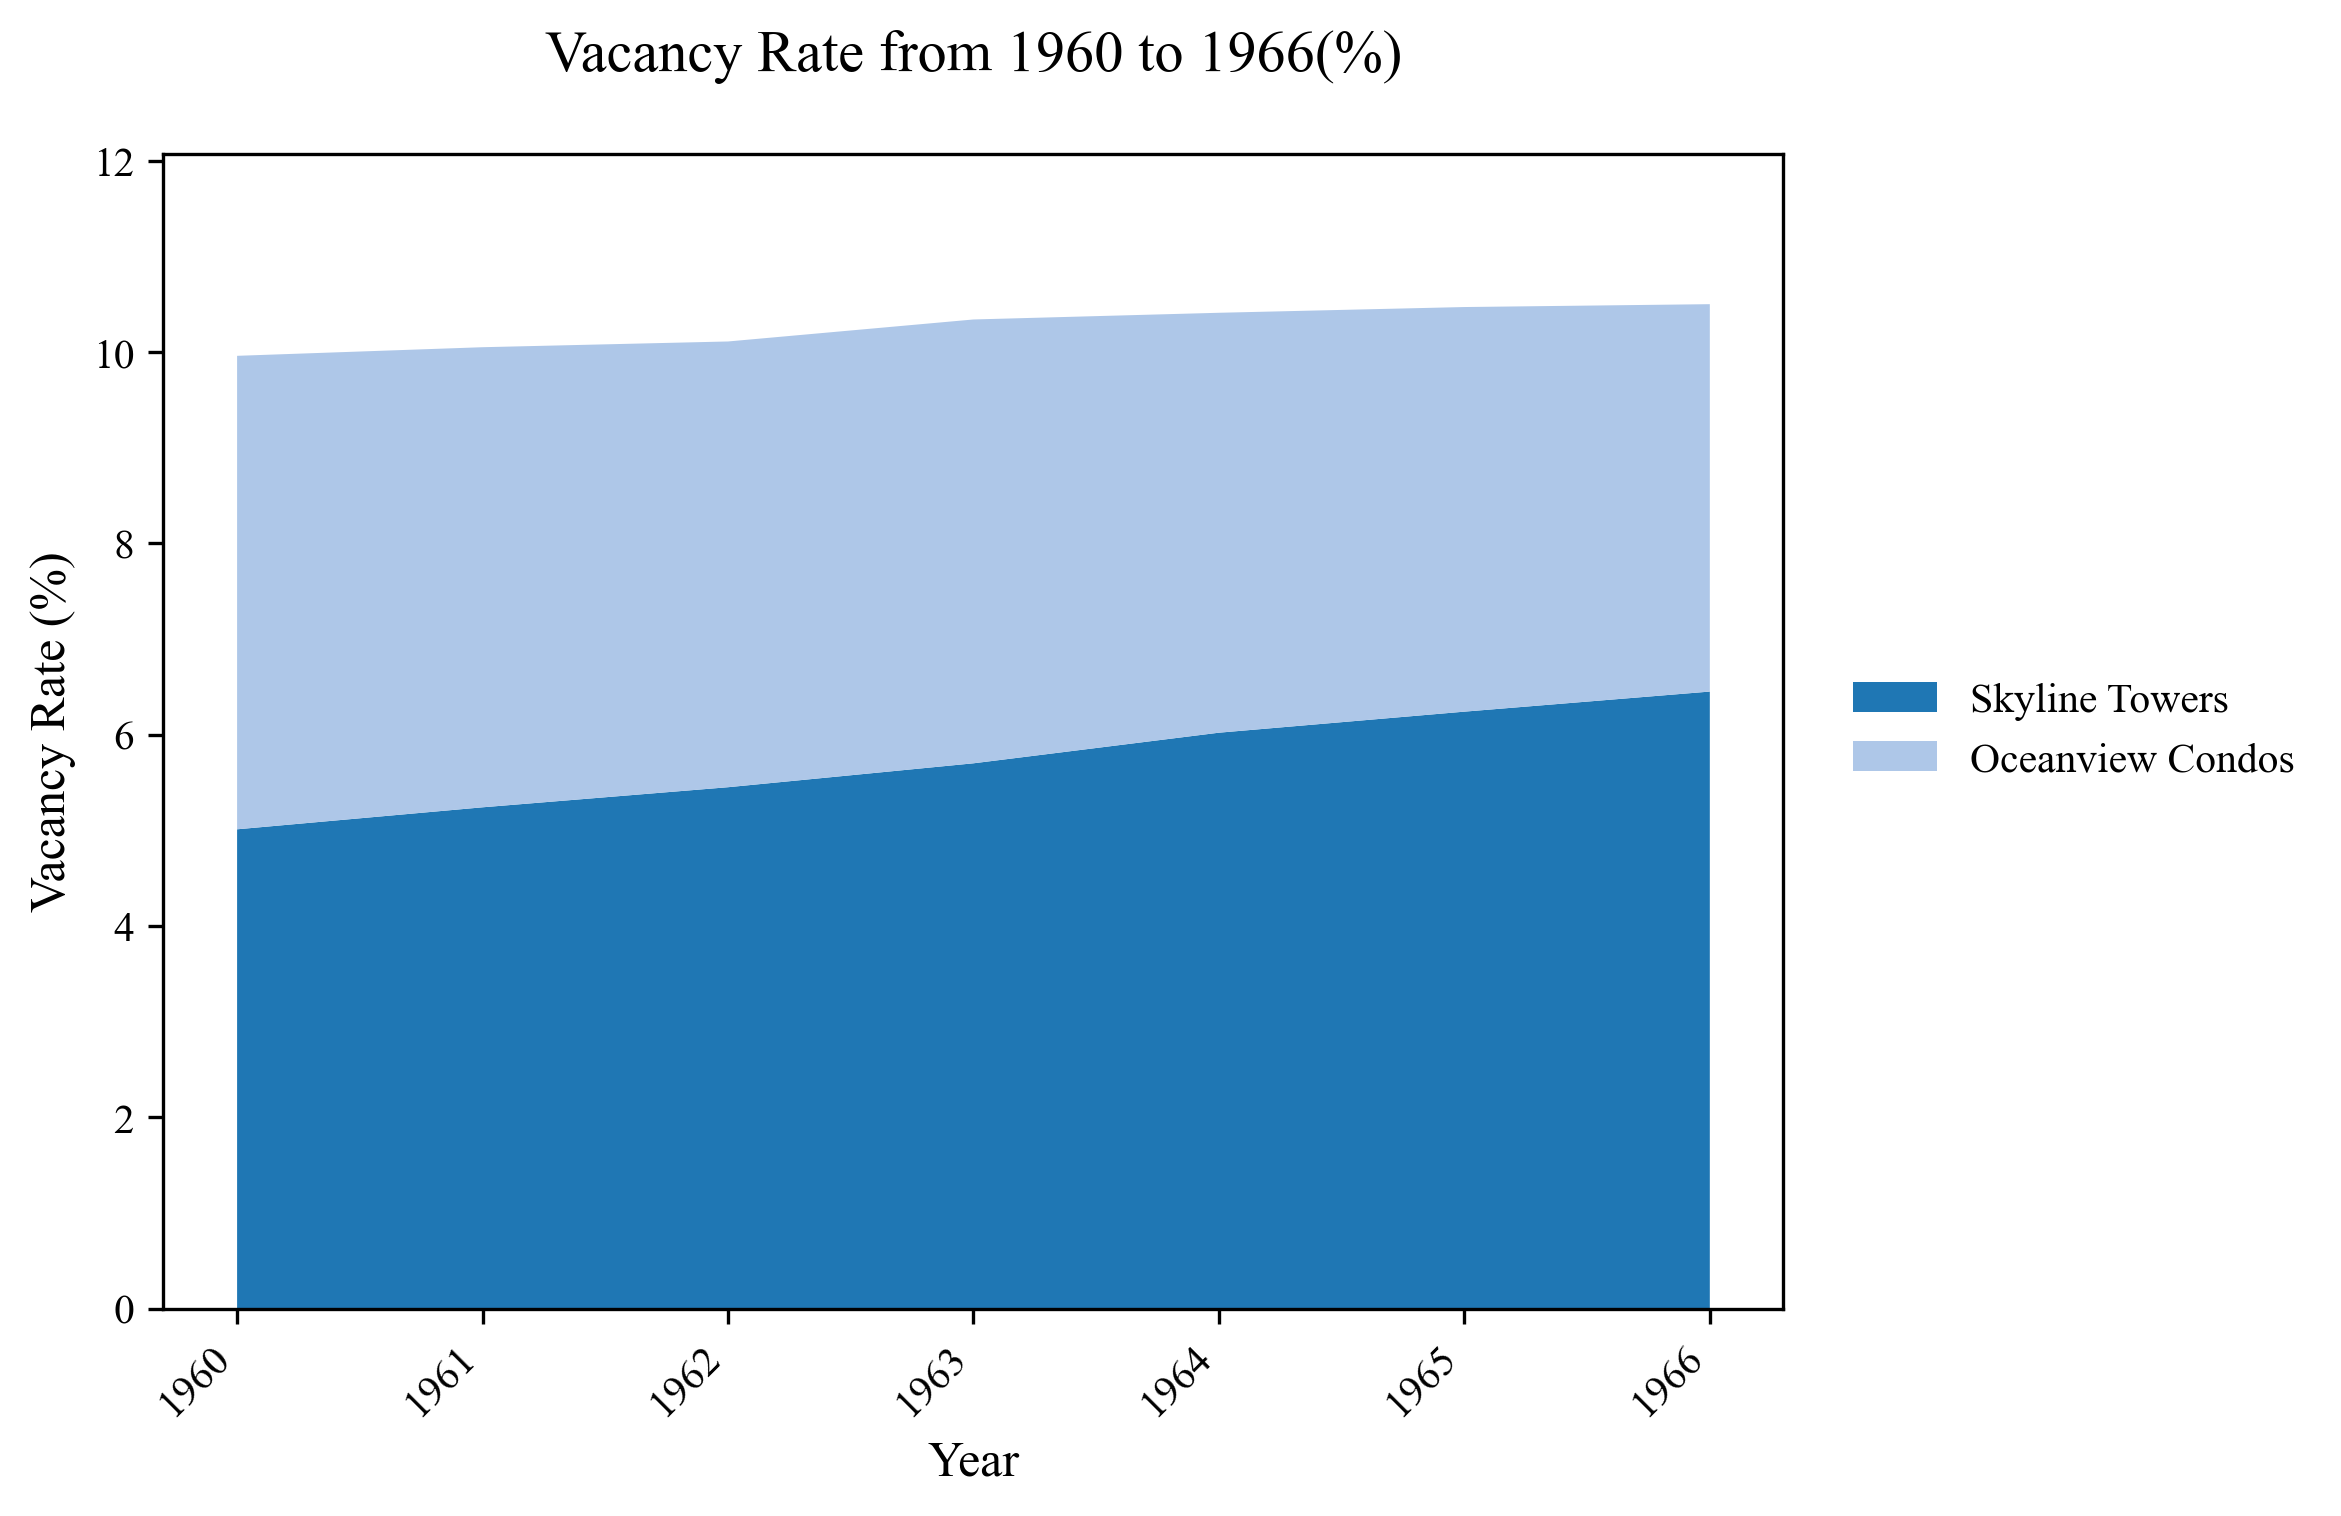 Vacancy Rate from 1960 to 1966(%)
12
10
8
6
4
2
0
Vacancy Rate (%)
1960
1961
1962
1963
1964
1965
1966
Year
Skyline Towers
Oceanview Condos